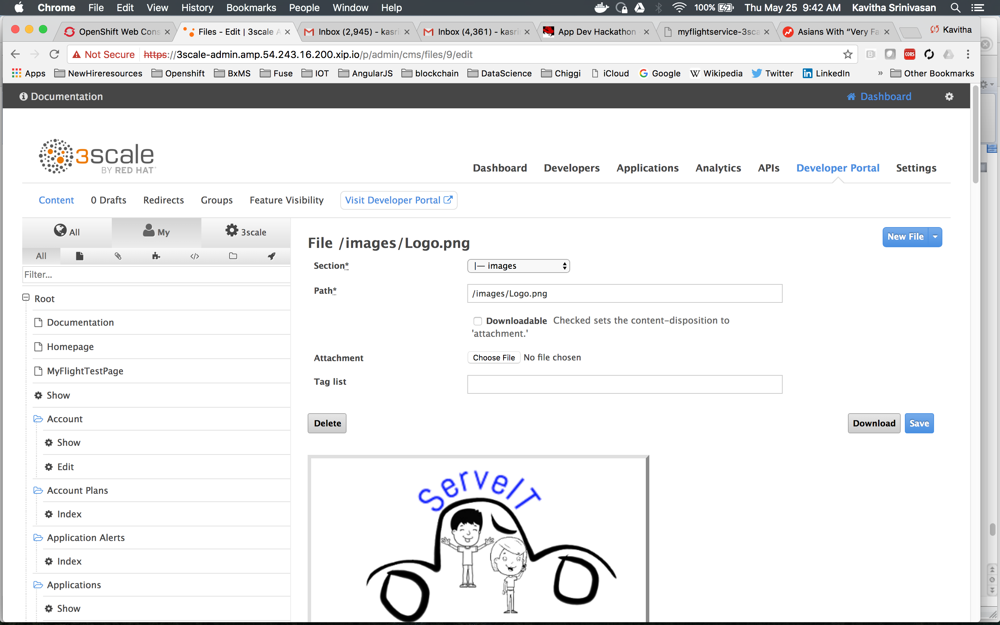 Chrome File Edit View History Bookmarks People Window Help 100% Thu May 25 9:42 AM Kavitha Srinivasan
OpenShift Web Cons Files - Edit | 3scale A Inbox (2,945) - kasri Inbox (4,361) - kasri App Dev Hackathon - myflightservice-3sca Asians With “Very Fa Kavitha
Not Secure https://3scale-admin.amp.54.243.16.200.xip.io/p/admin/cms/files/9/edit CORS
Apps NewHireresources Openshift BxMS Fuse IOT AngularJS blockchain DataScience Chiggi iCloud Google Wikipedia Twitter LinkedIn » Other Bookmarks
Documentation Dashboard
3scale
BY RED HAT
Dashboard Developers Applications Analytics APIs Developer Portal Settings
Content 0 Drafts Redirects Groups Feature Visibility Visit Developer Portal
All My 3scale
All
Filter...
Root
Documentation
Homepage
MyFlightTestPage
Show
Account
Show
Edit
Account Plans
Index
Application Alerts
Index
Applications
Show
File /images/Logo.png
New File
Section* |— images
Path* /images/Logo.png
Downloadable Checked sets the content-disposition to
'attachment.'
Attachment Choose File No file chosen
Tag list
Delete Download Save
ServeIT